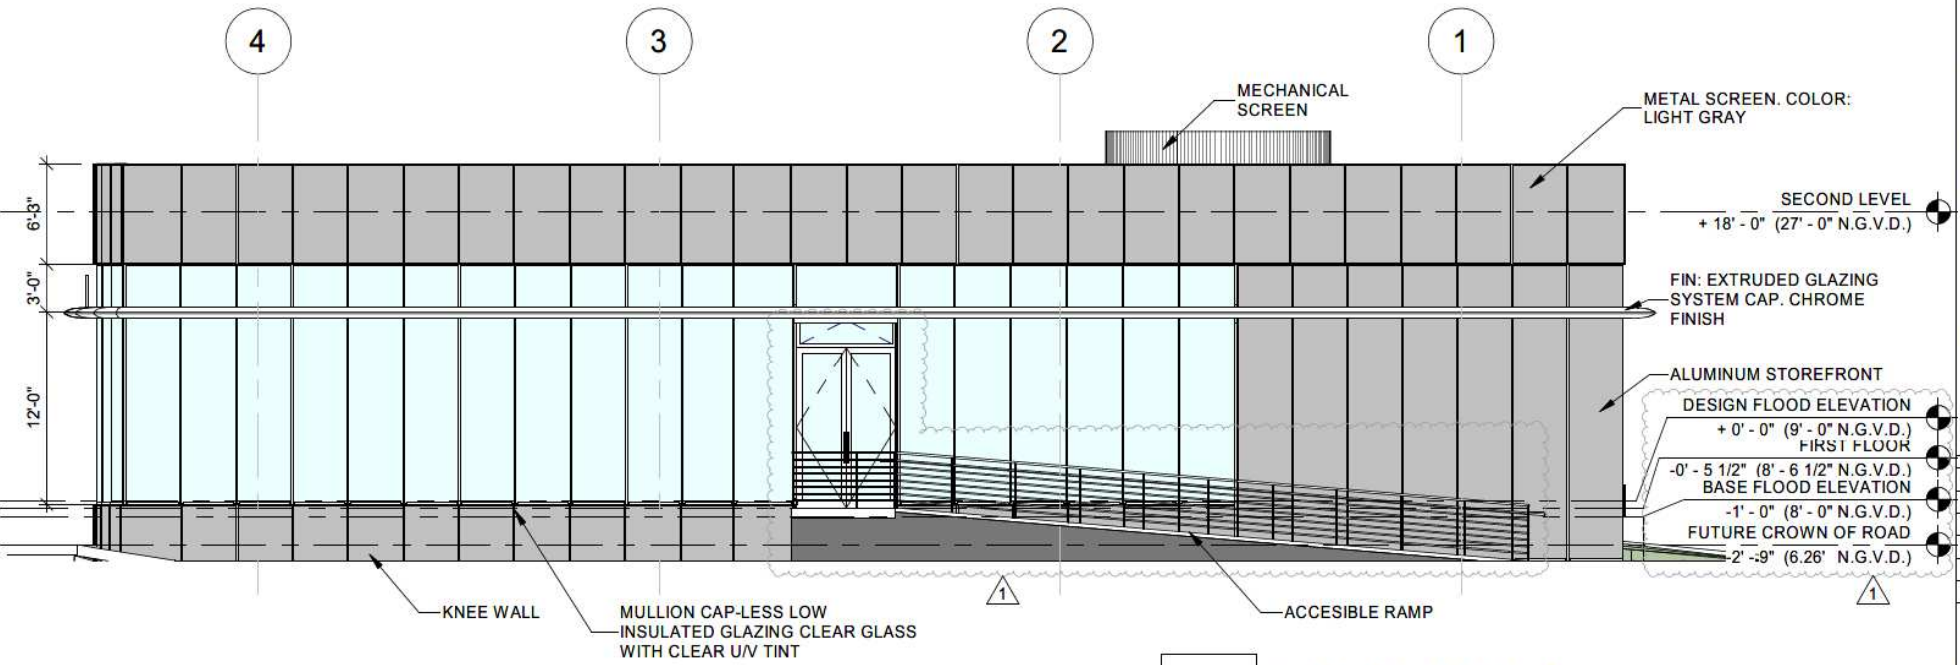 4
3
2
1
MECHANICAL
SCREEN
METAL SCREEN. COLOR:
LIGHT GRAY
6'-3"
SECOND LEVEL
+ 18' - 0" (27' - 0" N.G.V.D.)
3'-0"
FIN: EXTRUDED GLAZING
SYSTEM CAP. CHROME
FINISH
12'-0"
ALUMINUM STOREFRONT
DESIGN FLOOD ELEVATION
+ 0' - 0" (9' - 0" N.G.V.D.)
FIRST FLOOR
-0' - 5 1/2" (8' - 6 1/2" N.G.V.D.)
BASE FLOOD ELEVATION
-1' - 0" (8' - 0" N.G.V.D.)
FUTURE CROWN OF ROAD
-2' - 9" (6.26' N.G.V.D.)
1
1
KNEE WALL
MULLION CAP-LESS LOW
INSULATED GLAZING CLEAR GLASS
WITH CLEAR U/V TINT
ACCESIBLE RAMP